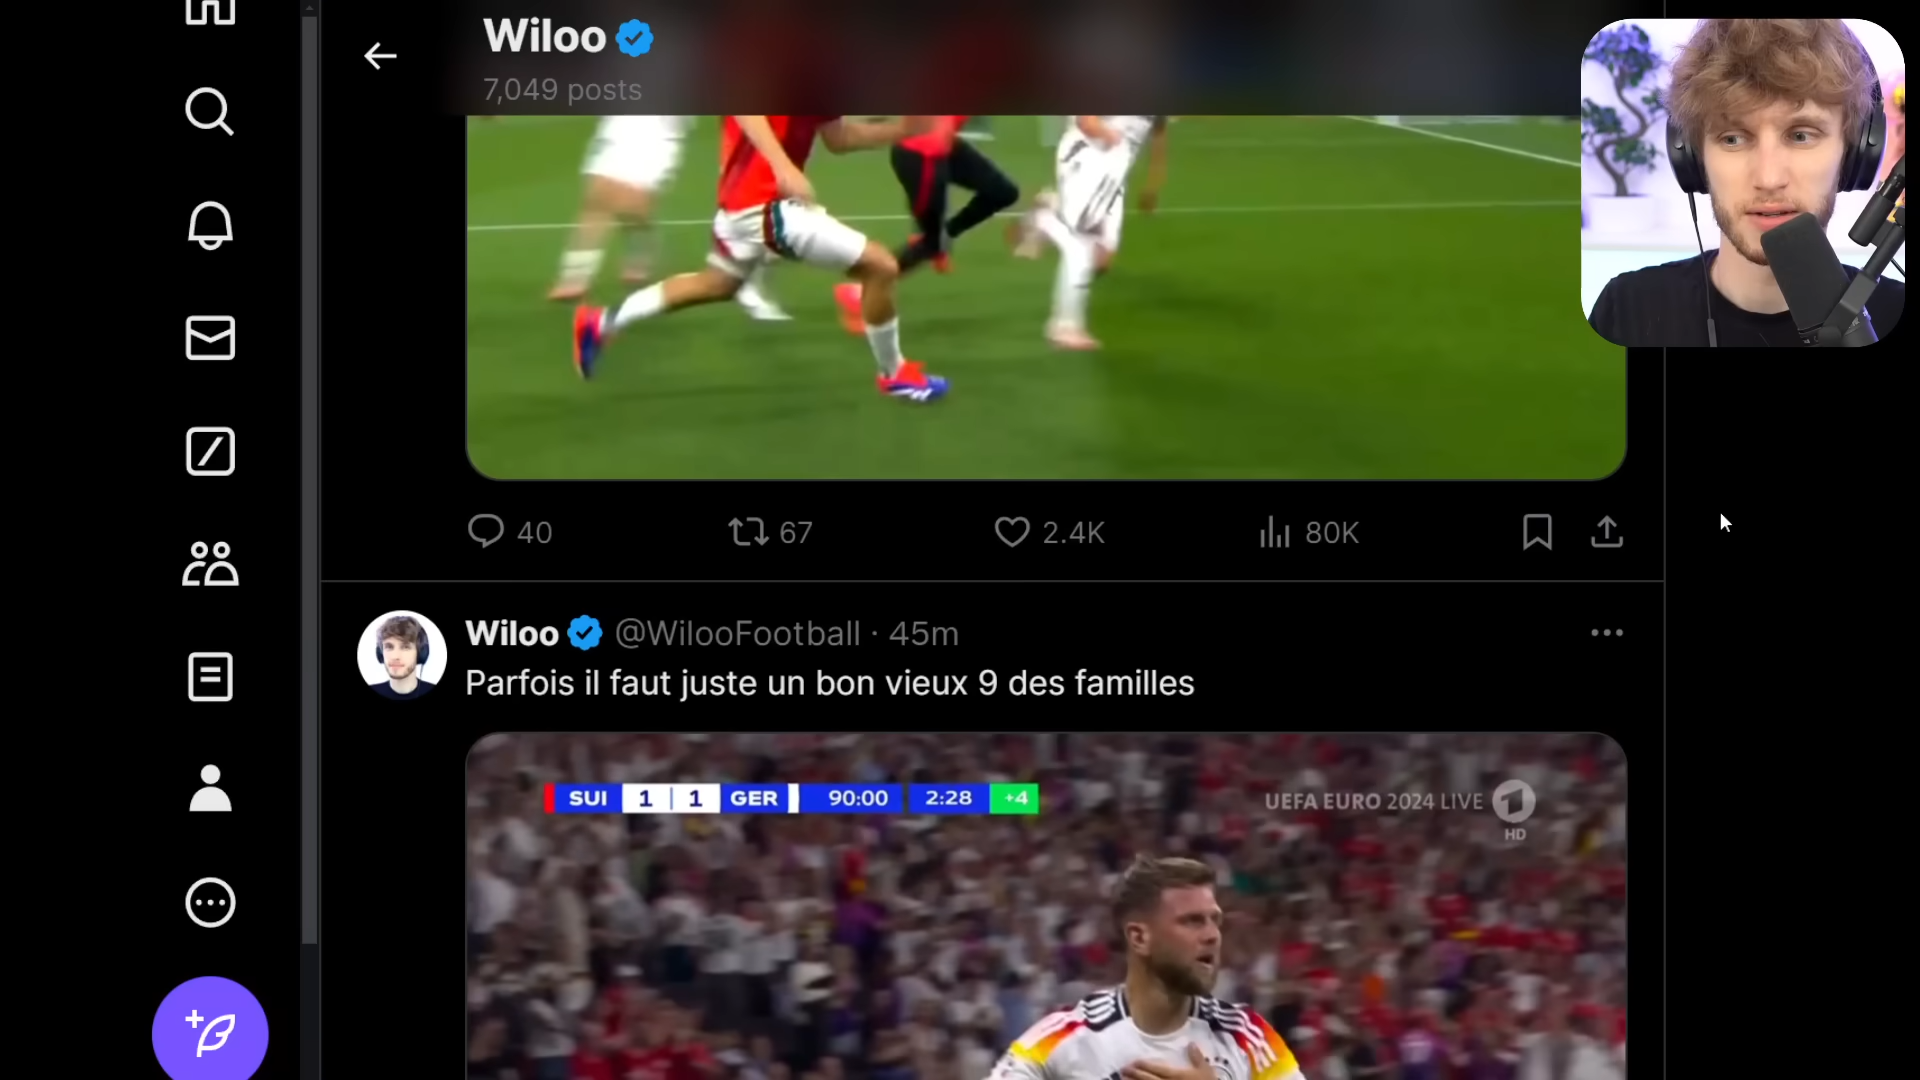 Wiloo
7,049 posts
40 67 2.4K 80K
Wiloo @WilooFootball · 45m
Parfois il faut juste un bon vieux 9 des familles
SUI 1 1 GER 90:00 2:28 +4
UEFA EURO 2024 LIVE 1
HD